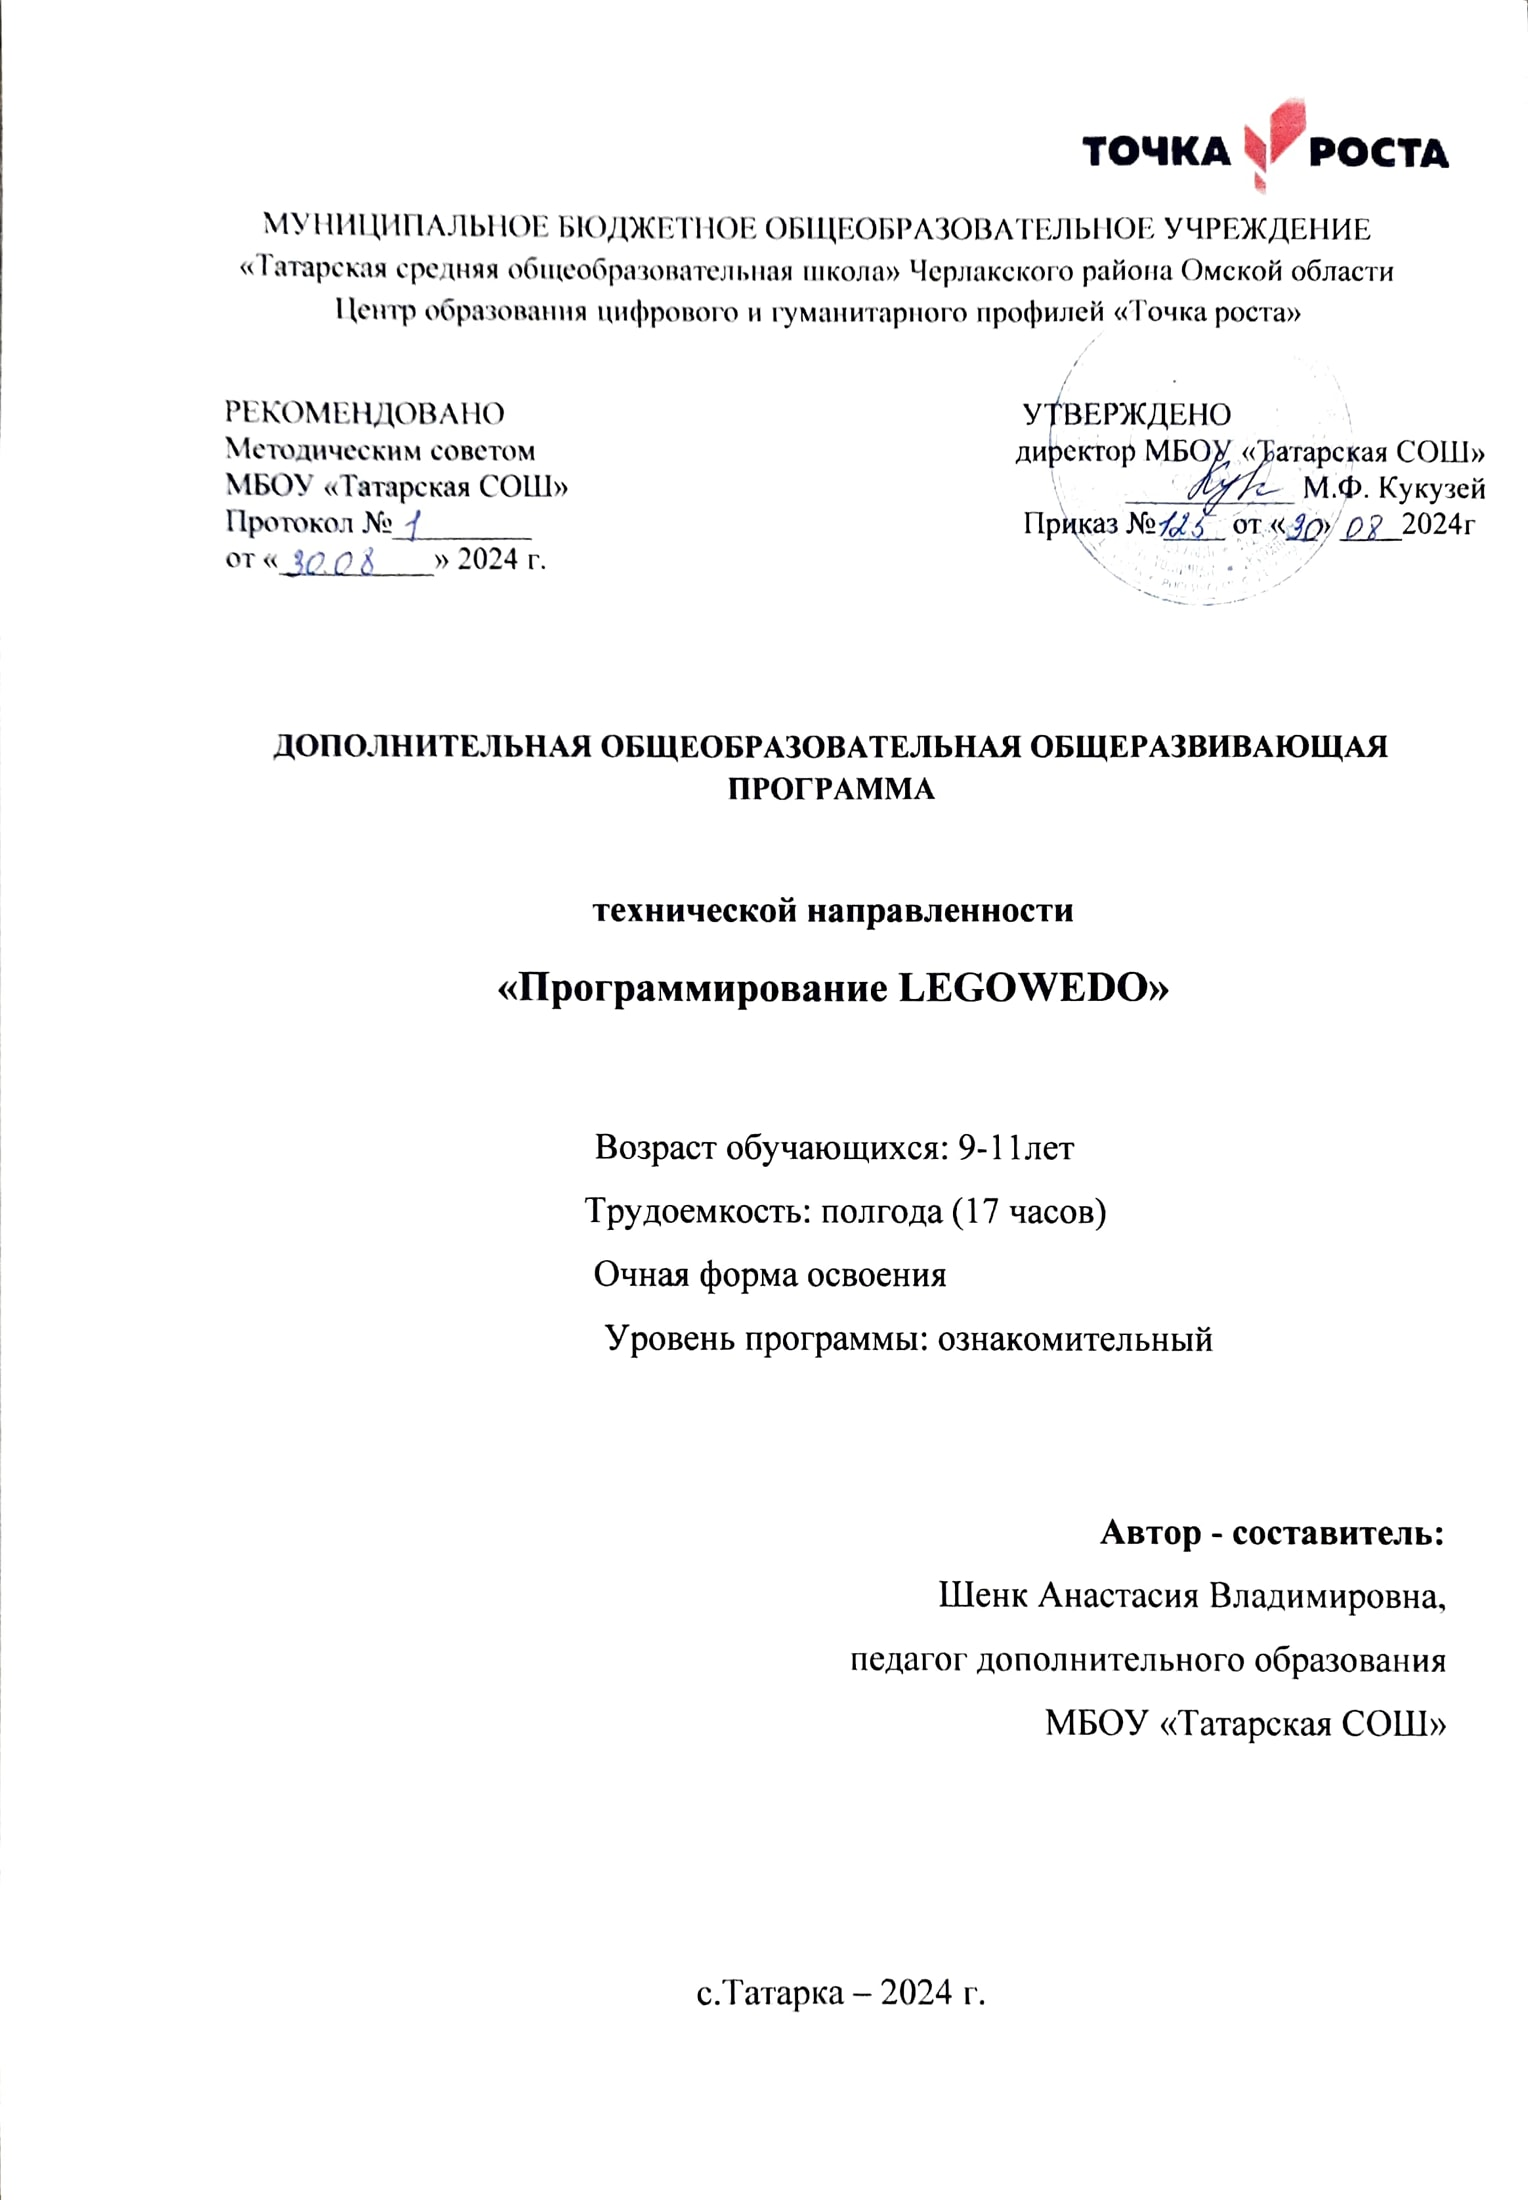 ТОЧКА РОСТА
МУНИЦИПАЛЬНОЕ БЮДЖЕТНОЕ ОБЩЕОБРАЗОВАТЕЛЬНОЕ УЧРЕЖДЕНИЕ
«Татарская средняя общеобразовательная школа» Черлакского района Омской области
Центр образования цифрового и гуманитарного профилей «Точка роста»
РЕКОМЕНДОВАНО
Методическим советом
МБОУ «Татарская СОШ»
Протокол № 1
от « 30.08 » 2024 г.
УТВЕРЖДЕНО
директор МБОУ «Татарская СОШ»
М.Ф. Кукузей
Приказ № 125 от «30» 08 2024г
ДОПОЛНИТЕЛЬНАЯ ОБЩЕОБРАЗОВАТЕЛЬНАЯ ОБЩЕРАЗВИВАЮЩАЯ
ПРОГРАММА
технической направленности
«Программирование LEGOWEDO»
Возраст обучающихся: 9-11лет
Трудоемкость: полгода (17 часов)
Очная форма освоения
Уровень программы: ознакомительный
Автор - составитель:
Шенк Анастасия Владимировна,
педагог дополнительного образования
МБОУ «Татарская СОШ»
с.Татарка – 2024 г.